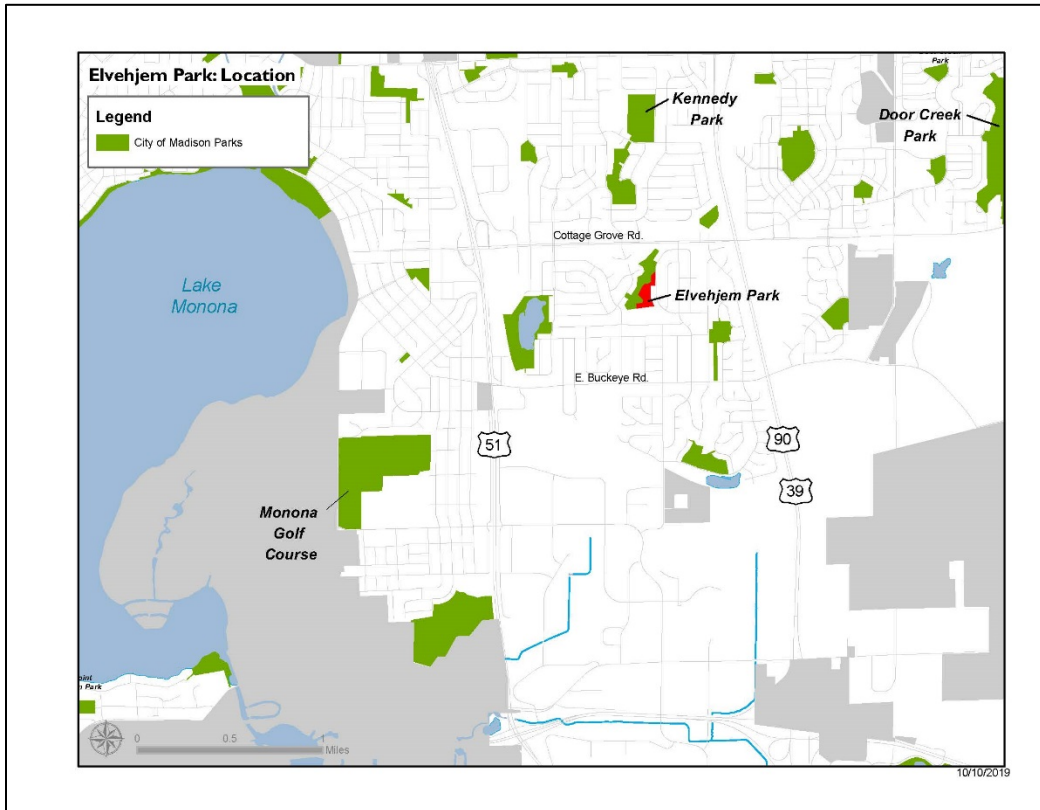 Elvehjem Park: Location
Legend
City of Madison Parks
Park
Kennedy
Park
Door Creek
Park
Cottage Grove Rd.
Lake
Monona
Elvehjem Park
E. Buckeye Rd.
51
90
39
Monona
Golf
Course
Park
0
0.5
1
Miles
10/10/2019